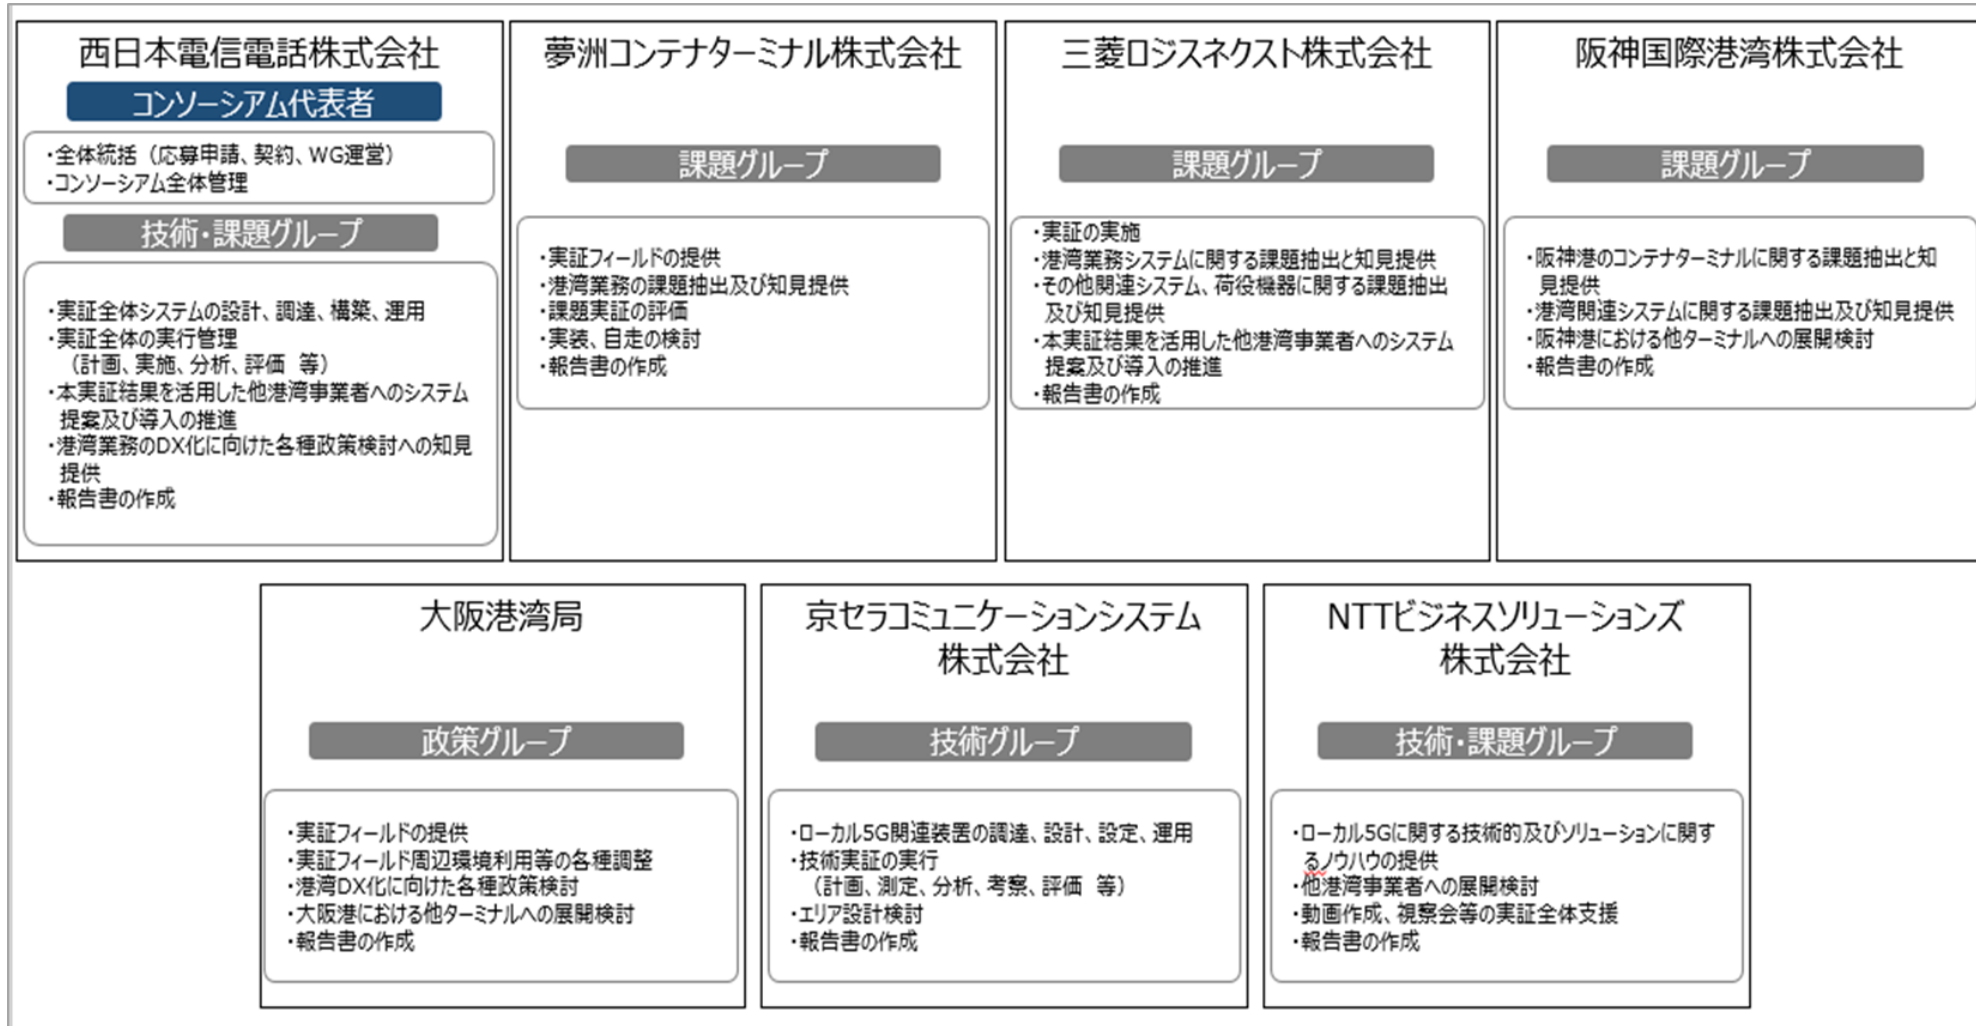 西日本電信電話株式会社
コンソーシアム代表者
・全体統括（応募申請、契約、WG運営）
・コンソーシアム全体管理
技術・課題グループ
・実証全体システムの設計、調達、構築、運用
・実証全体の実行管理
（計画、実施、分析、評価　等）
・本実証結果を活用した他港湾事業者へのシステム
提案及び導入の推進
・港湾業務のDX化に向けた各種政策検討への知見
提供
・報告書の作成
夢洲コンテナターミナル株式会社
課題グループ
・実証フィールドの提供
・港湾業務の課題抽出及び知見提供
・課題実証の評価
・実装、自走の検討
・報告書の作成
三菱ロジスネクスト株式会社
課題グループ
・実証の実施
・港湾業務システムに関する課題抽出と知見提供
・その他関連システム、荷役機器に関する課題抽出
及び知見提供
・本実証結果を活用した他港湾事業者へのシステム
提案及び導入の推進
・報告書の作成
阪神国際港湾株式会社
課題グループ
・阪神港のコンテナターミナルに関する課題抽出と知
見提供
・港湾関連システムに関する課題抽出及び知見提供
・阪神港における他ターミナルへの展開検討
・報告書の作成
大阪港湾局
政策グループ
・実証フィールドの提供
・実証フィールド周辺環境利用等の各種調整
・港湾DX化に向けた各種政策検討
・大阪港における他ターミナルへの展開検討
・報告書の作成
京セラコミュニケーションシステム
株式会社
技術グループ
・ローカル5G関連装置の調達、設計、設定、運用
・技術実証の実行
（計画、測定、分析、考察、評価　等）
・エリア設計検討
・報告書の作成
NTTビジネスソリューションズ
株式会社
技術・課題グループ
・ローカル5Gに関する技術的及びソリューションに関す
るノウハウの提供
・他港湾事業者への展開検討
・動画作成、視察会等の実証全体支援
・報告書の作成